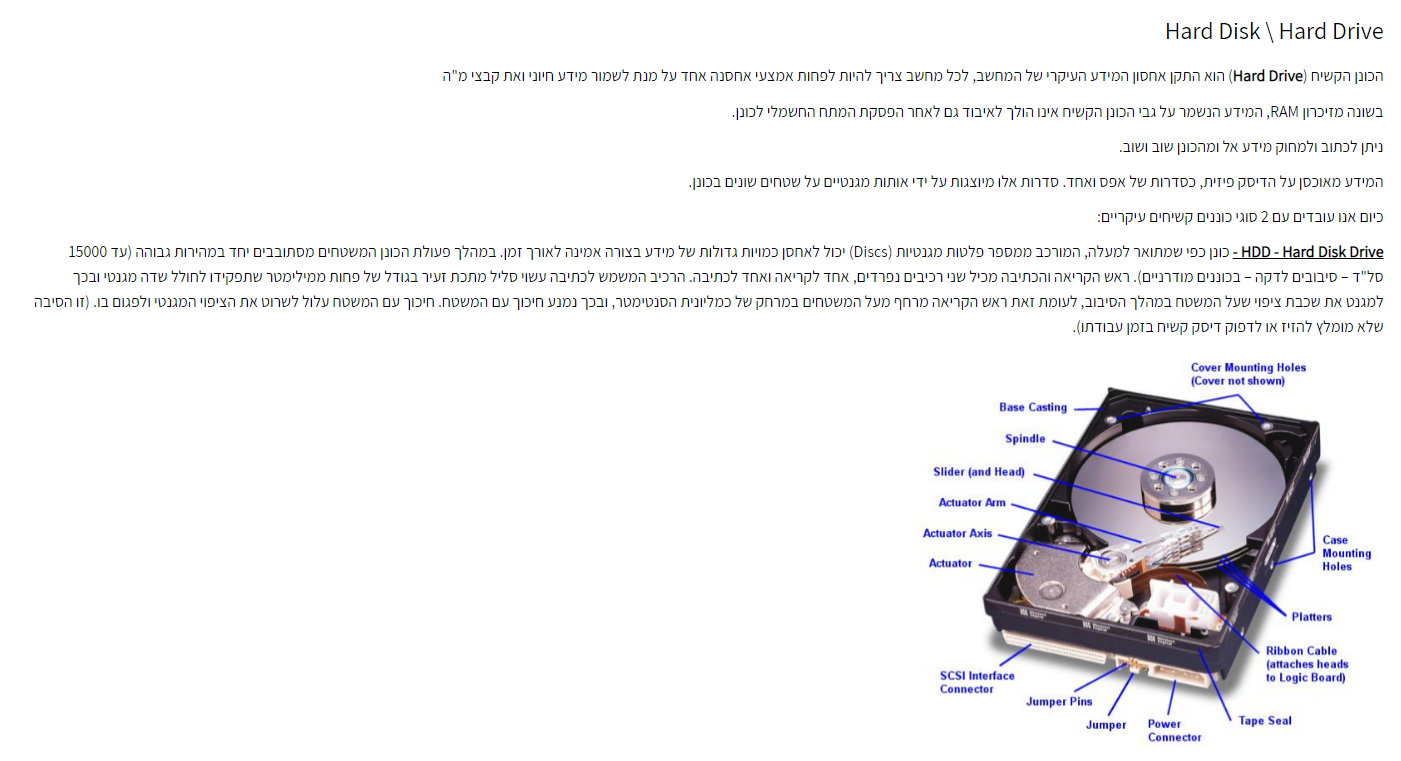 Hard Disk \ Hard Drive
הכונן הקשיח (Hard Drive) הוא התקן אחסון המידע העיקרי של המחשב, לכל מחשב צריך להיות לפחות אמצעי אחסנה אחד על מנת לשמור מידע חיוני ואת קבצי מ"ה
בשונה מזיכרון RAM, המידע הנשמר על גבי הכונן הקשיח אינו הולך לאיבוד גם לאחר הפסקת המתח החשמלי לכונן.
ניתן לכתוב ולמחוק מידע אל ומהכונן שוב ושוב.
המידע מאוכסן על הדיסק פיזית, כסדרות של אפס ואחד. סדרות אלו מיוצגות על ידי אותות מגנטיים על שטחים שונים בכונן.
כיום אנו עובדים עם 2 סוגי כוננים קשיחים עיקריים:
HDD - Hard Disk Drive - כונן כפי שמתואר למעלה, המורכב ממספר פלטות מגנטיות (Discs) יכול לאחסן כמויות גדולות של מידע בצורה אמינה לאורך זמן. במהלך פעולת הכונן המשטחים מסתובבים יחד במהירות גבוהה (עד 15000
סל"ד – סיבובים לדקה – בכוננים מודרניים). ראש הקריאה והכתיבה מכיל שני רכיבים נפרדים, אחד לקריאה ואחד לכתיבה. הרכיב המשמש לכתיבה עשוי סליל מתכת זעיר בגודל של פחות ממילימטר שתפקידו לחולל שדה מגנטי ובכך
למגנט את שכבת ציפוי שעל המשטח במהלך הסיבוב, לעומת זאת ראש הקריאה מרחף מעל המשטחים במרחק של כמליונית הסנטימטר, ובכך נמנע חיכוך עם המשטח. חיכוך עם המשטח עלול לשרוט את הציפוי המגנטי ולפגום בו. (זו הסיבה
שלא מומלץ להזיז או לדפוק דיסק קשיח בזמן עבודתו).
Cover Mounting Holes
(Cover not shown)
Base Casting
Spindle
Slider (and Head)
Actuator Arm
Actuator Axis
Actuator
Case
Mounting
Holes
Platters
Ribbon Cable
(attaches heads
to Logic Board)
SCSI Interface
Connector
Jumper Pins
Jumper
Power
Connector
Tape Seal